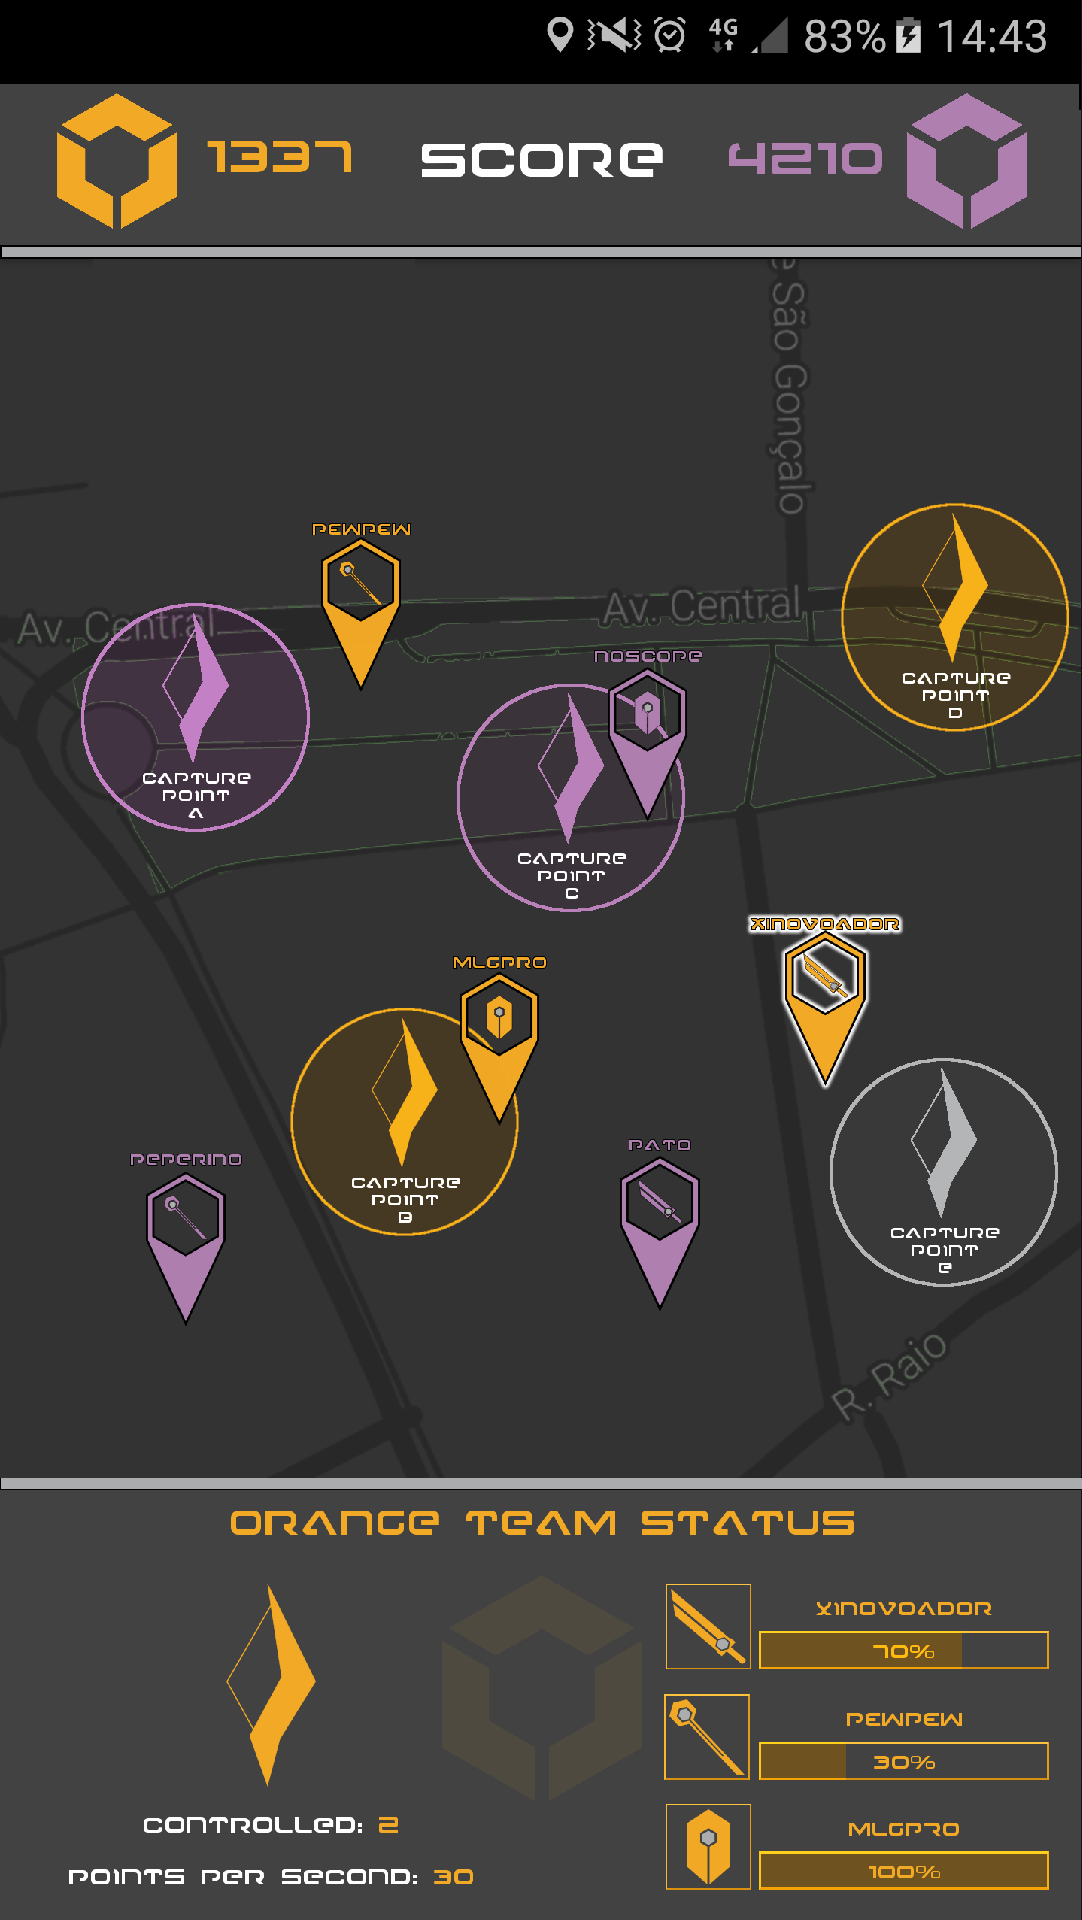 4G 83% 14:43
1337 SCORE 4210
e São Gonçalo
PEWPEW
Av. Central
Av. Central
NOSCOPE
CAPTURE
POINT
D
CAPTURE
POINT
A
CAPTURE
POINT
C
XINOVOADOR
MLGPRO
PATO
PEPERINO
CAPTURE
POINT
B
CAPTURE
POINT
E
R. Raio
ORANGE TEAM STATUS
XINOVOADOR
70%
PEWPEW
30%
CONTROLLED: 2
MLGPRO
POINTS PER SECOND: 30
100%